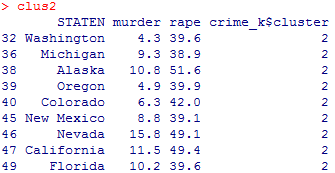 > clus2
STATEN murder rape crime_k$cluster
32 Washington 4.3 39.6 2
36 Michigan 9.3 38.9 2
38 Alaska 10.8 51.6 2
39 Oregon 4.9 39.9 2
40 Colorado 6.3 42.0 2
45 New Mexico 8.8 39.1 2
46 Nevada 15.8 49.1 2
47 California 11.5 49.4 2
49 Florida 10.2 39.6 2